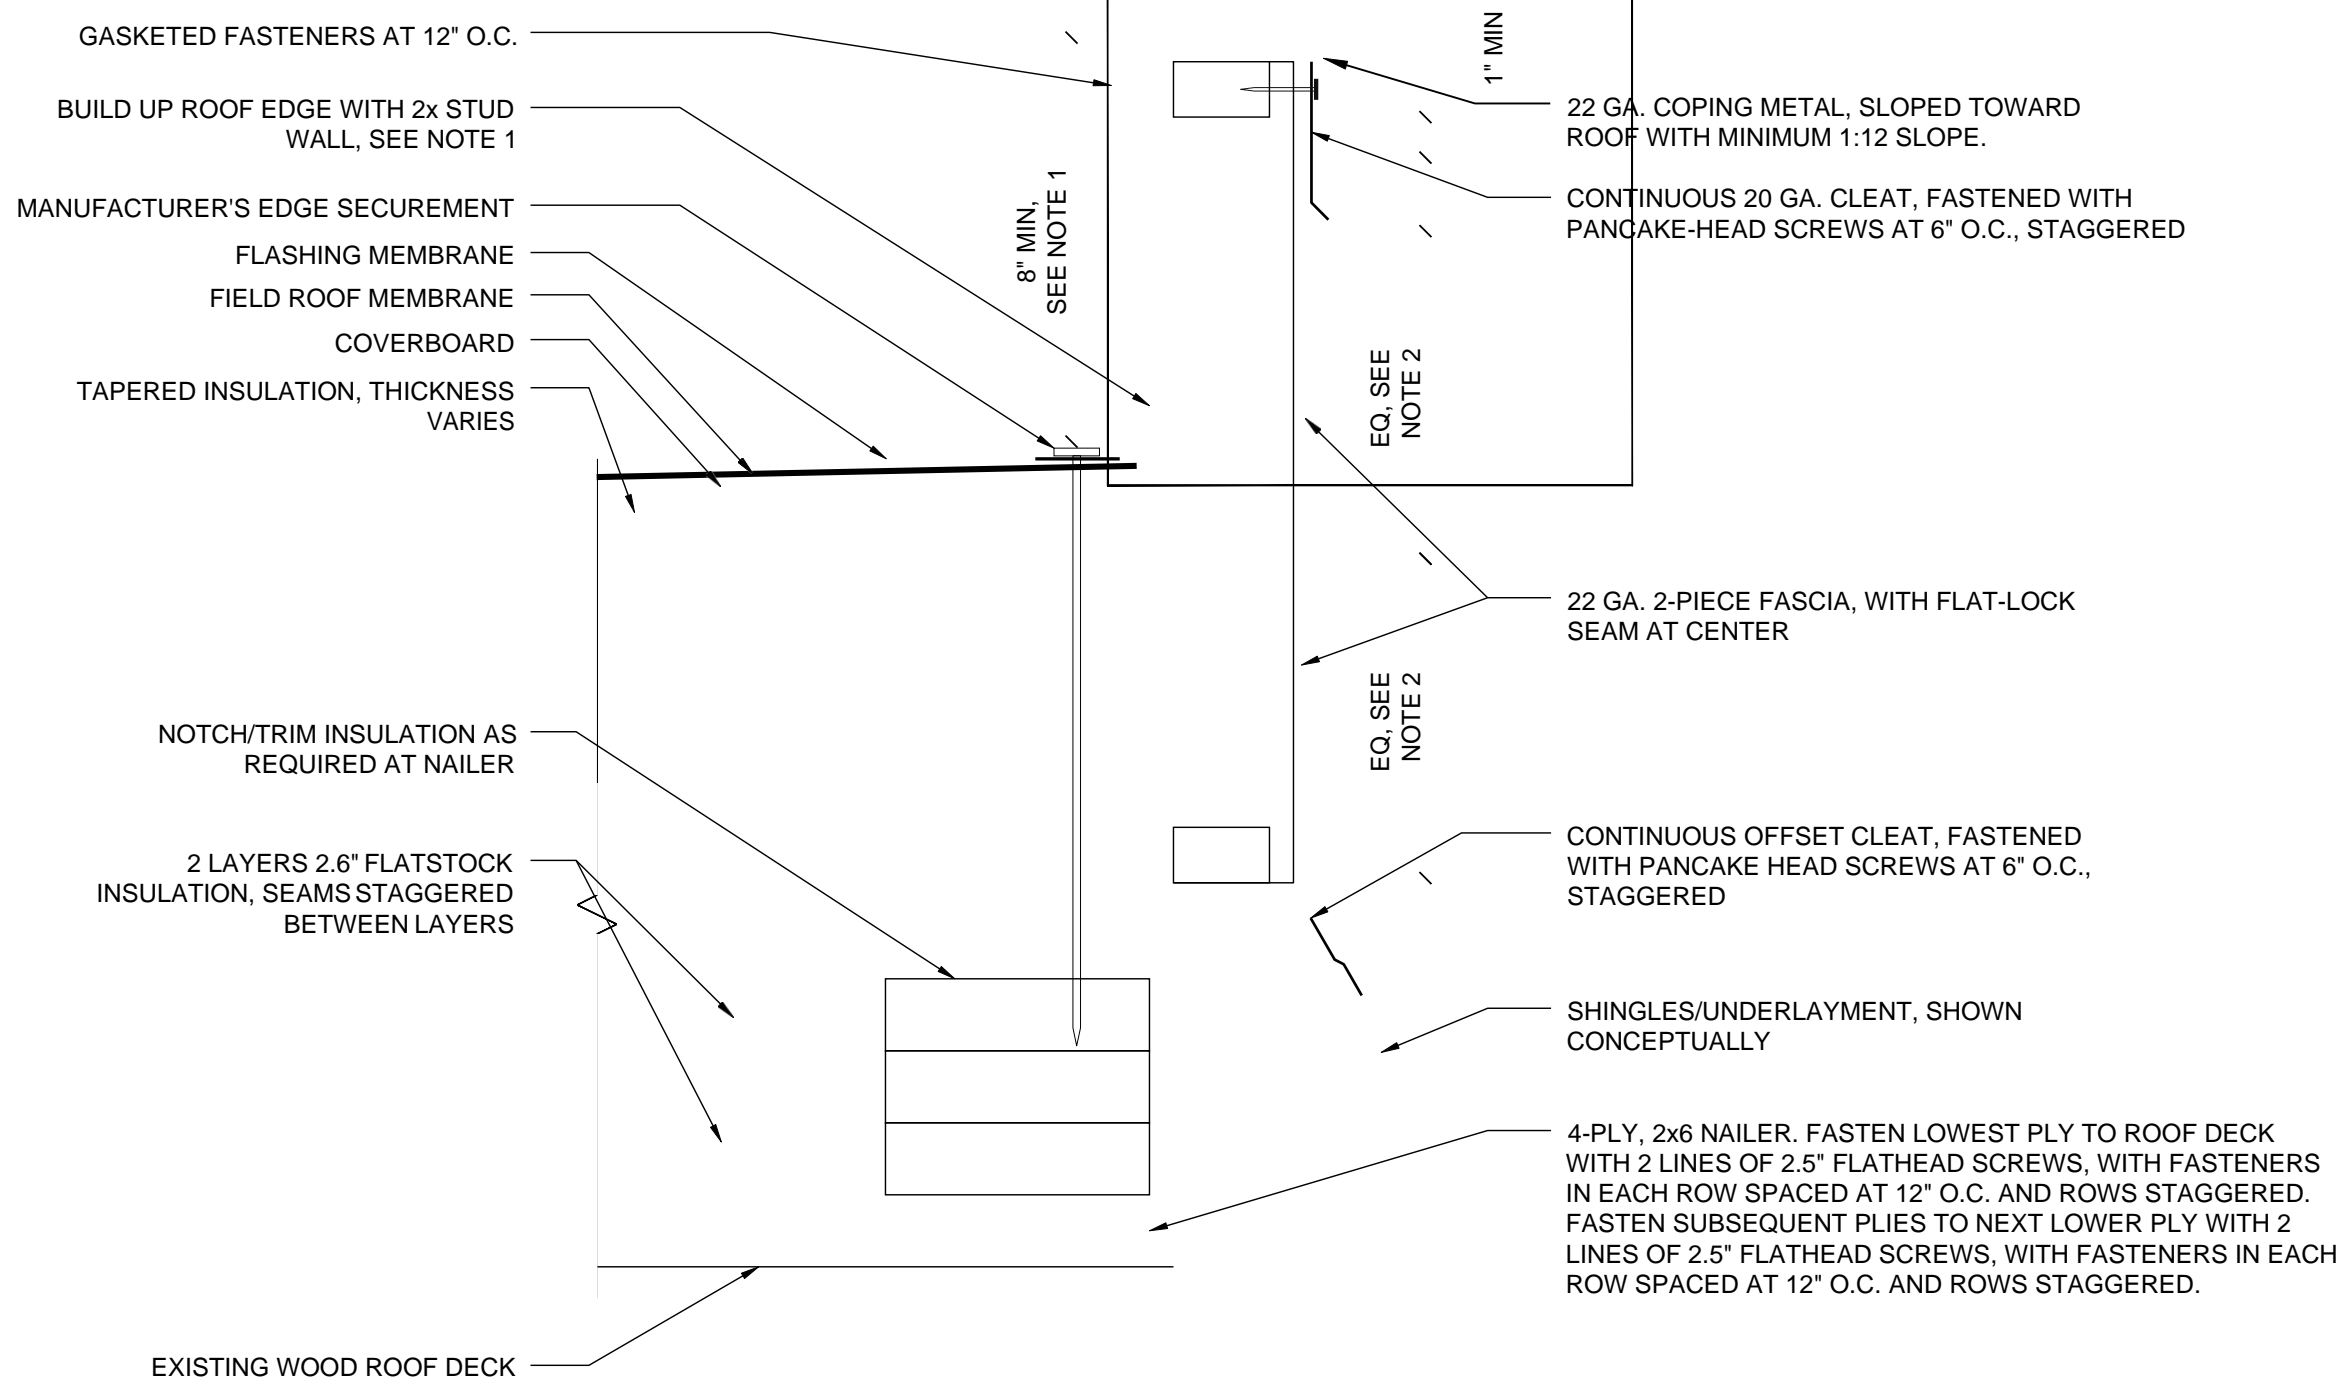 GASKETED FASTENERS AT 12" O.C.
BUILD UP ROOF EDGE WITH 2x STUD
WALL, SEE NOTE 1
MANUFACTURER'S EDGE SECUREMENT
FLASHING MEMBRANE
FIELD ROOF MEMBRANE
COVERBOARD
TAPERED INSULATION, THICKNESS
VARIES
NOTCH/TRIM INSULATION AS
REQUIRED AT NAILER
2 LAYERS 2.6" FLATSTOCK
INSULATION, SEAMS STAGGERED
BETWEEN LAYERS
EXISTING WOOD ROOF DECK
8" MIN,
SEE NOTE 1
1" MIN
EQ, SEE
NOTE 2
EQ, SEE
NOTE 2
22 GA. COPING METAL, SLOPED TOWARD
ROOF WITH MINIMUM 1:12 SLOPE.
CONTINUOUS 20 GA. CLEAT, FASTENED WITH
PANCAKE-HEAD SCREWS AT 6" O.C., STAGGERED
22 GA. 2-PIECE FASCIA, WITH FLAT-LOCK
SEAM AT CENTER
CONTINUOUS OFFSET CLEAT, FASTENED
WITH PANCAKE HEAD SCREWS AT 6" O.C.,
STAGGERED
SHINGLES/UNDERLAYMENT, SHOWN
CONCEPTUALLY
4-PLY, 2x6 NAILER. FASTEN LOWEST PLY TO ROOF DECK
WITH 2 LINES OF 2.5" FLATHEAD SCREWS, WITH FASTENERS
IN EACH ROW SPACED AT 12" O.C. AND ROWS STAGGERED.
FASTEN SUBSEQUENT PLIES TO NEXT LOWER PLY WITH 2
LINES OF 2.5" FLATHEAD SCREWS, WITH FASTENERS IN EACH
ROW SPACED AT 12" O.C. AND ROWS STAGGERED.